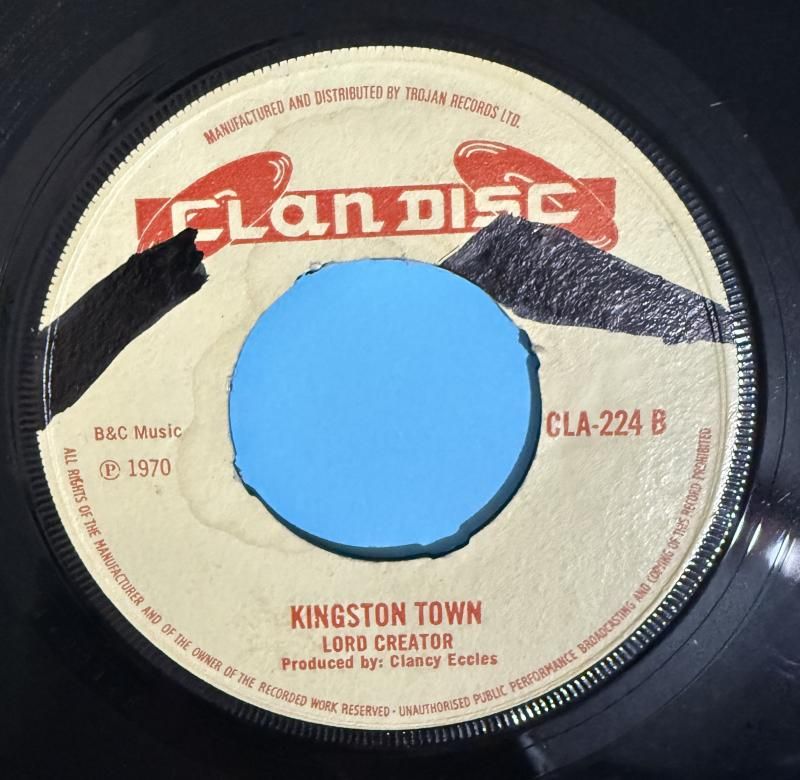 MANUFACTURED AND DISTRIBUTED BY TROJAN RECORDS LTD.
CLan DISC
B&C Music
Ⓟ 1970
CLA-224 B
KINGSTON TOWN
LORD CREATOR
Produced by: Clancy Eccles
ALL RIGHTS OF THE MANUFACTURER AND OF THE OWNER OF THE RECORDED WORK RESERVED · UNAUTHORISED PUBLIC PERFORMANCE BROADCASTING AND COPYING OF THIS RECORD PROHIBITED